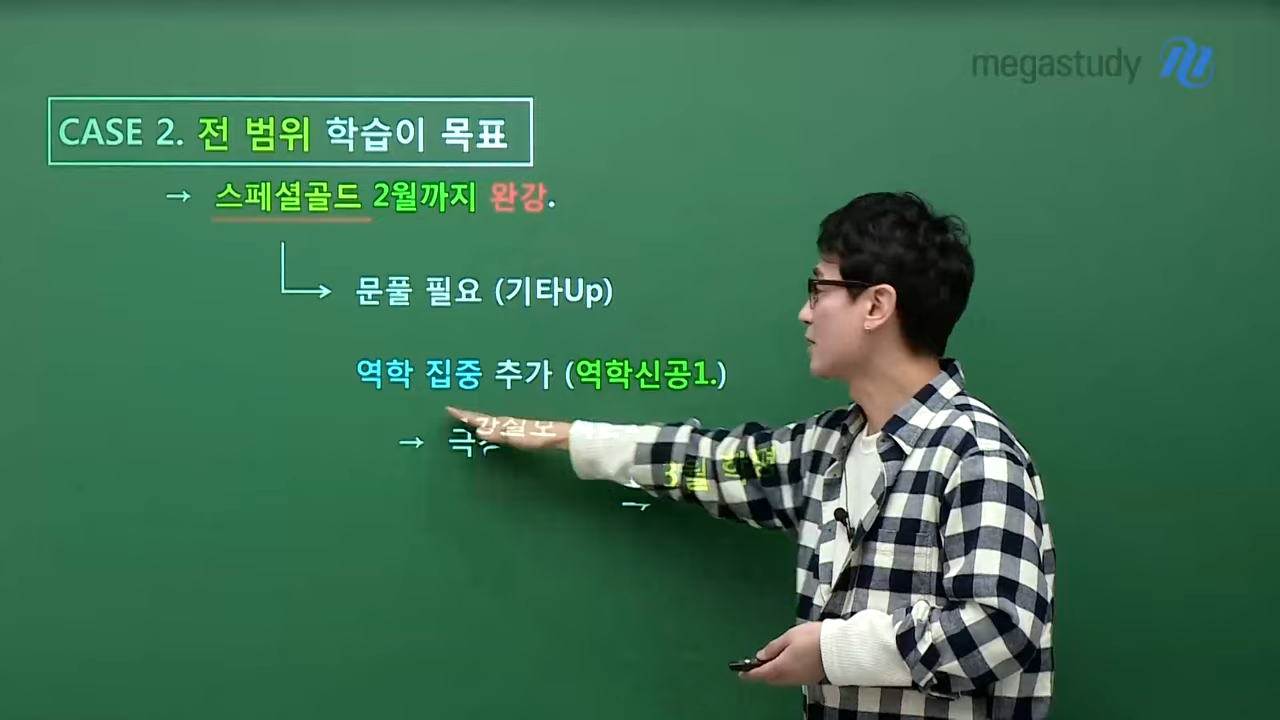 megastudy
CASE 2. 전 범위 학습이 목표
→ 스페셜골드 2월까지 완강.
문풀 필요 (기타Up)
역학 집중 추가 (역학신공1.)
→
→